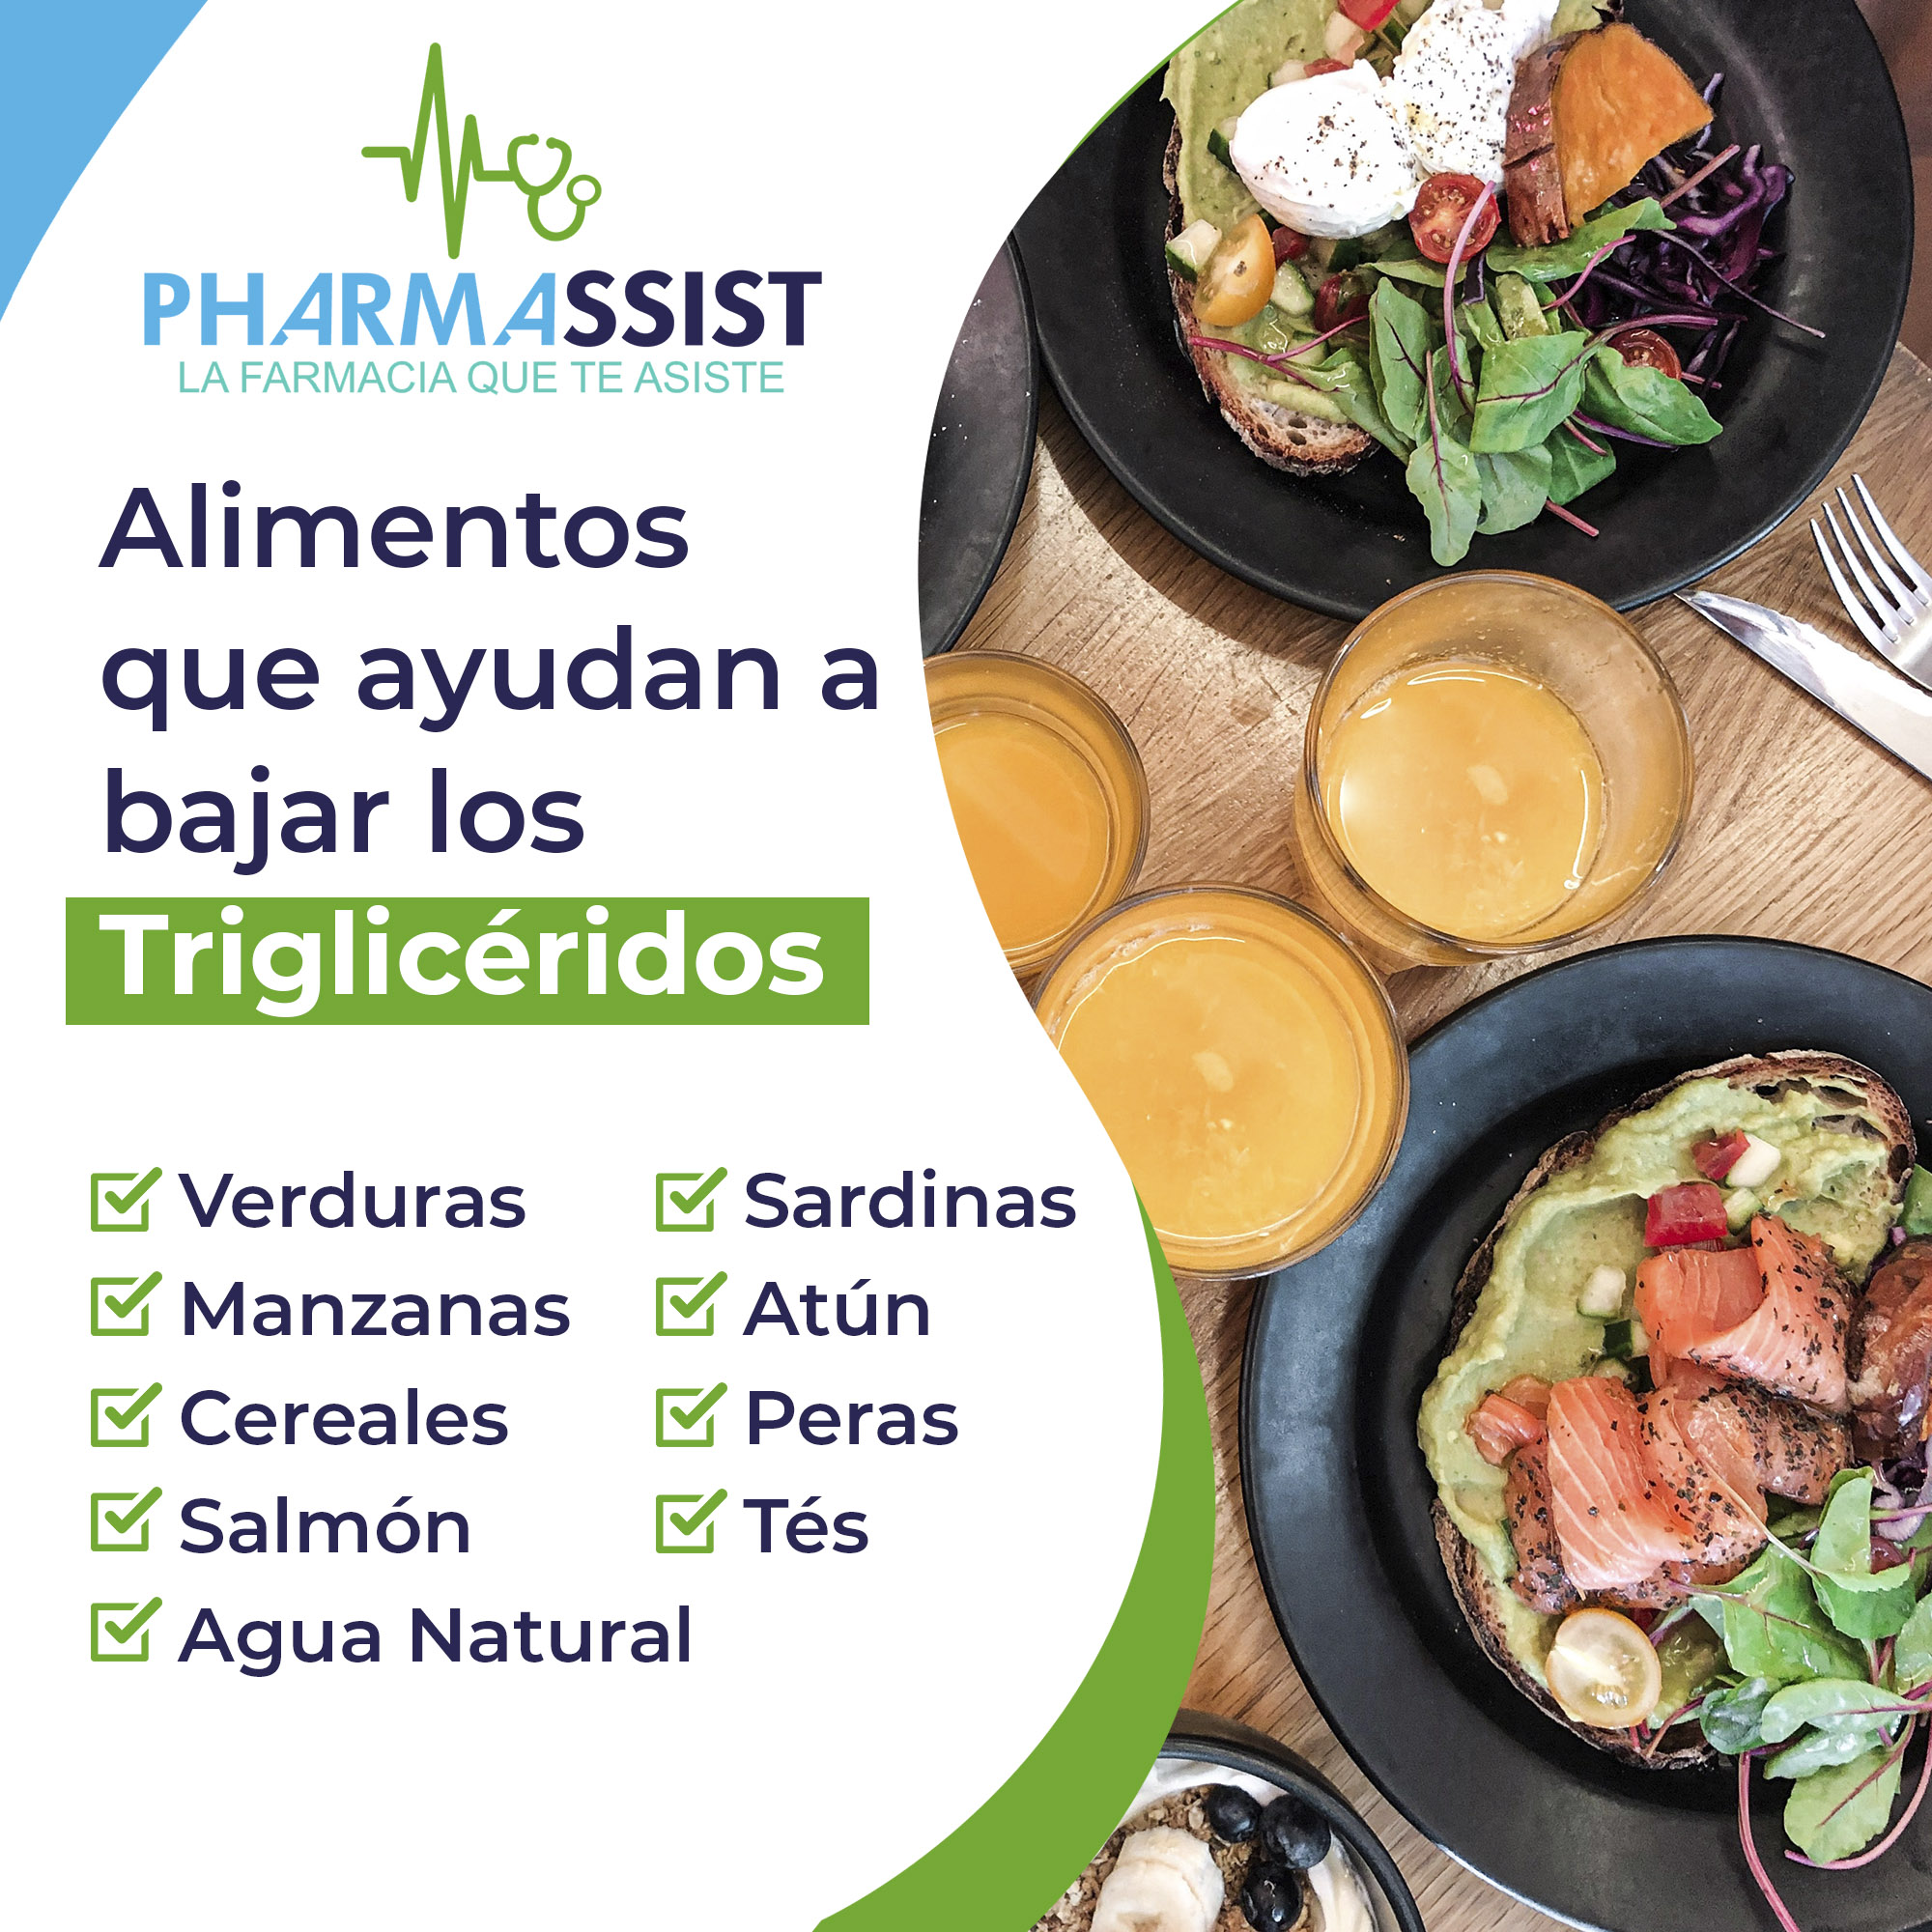 PHARMASSIST
LA FARMACIA QUE TE ASISTE
Alimentos
que ayudan a
bajar los
Triglicéridos
Verduras
Manzanas
Cereales
Salmón
Agua Natural
Sardinas
Atún
Peras
Tés